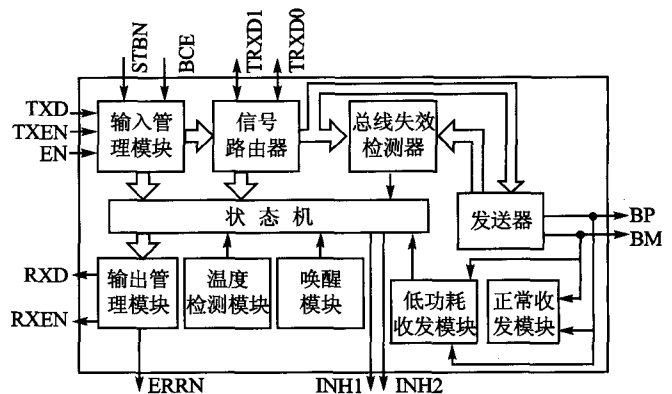 STBN
BCE
TRXD1
TRXD0
TXD
TXEN
EN
输入管
理模块
信号
路由器
总线失效
检测器
状态机
发送器
BP
BM
RXD
RXEN
输出管
理模块
温度
检测模块
唤醒
模块
低功耗
收发模块
正常收
发模块
ERRN
INH1
INH2